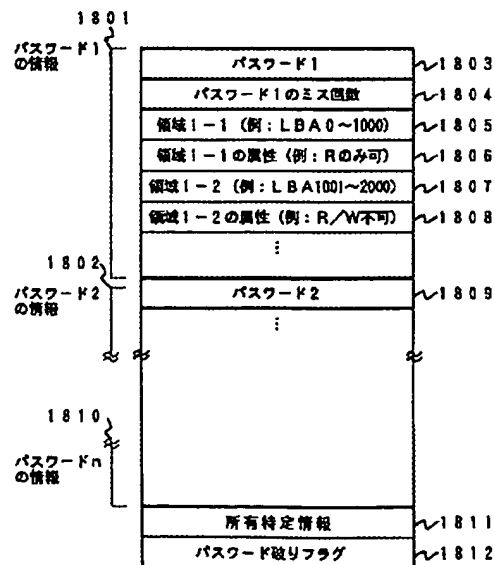 1801
パスワード1
の情報
パスワード1
1803
パスワード1のミス回数
1804
領域1-1(例:LBA0~1000)
1805
領域1-1の属性(例:Rのみ可)
1806
領域1-2(例:LBA1001~2000)
1807
領域1-2の属性(例:R/W不可)
1808
⋮
1802
パスワード2
の情報
パスワード2
1809
⋮
1810
パスワードn
の情報
所有特定情報
1811
パスワード破りフラグ
1812